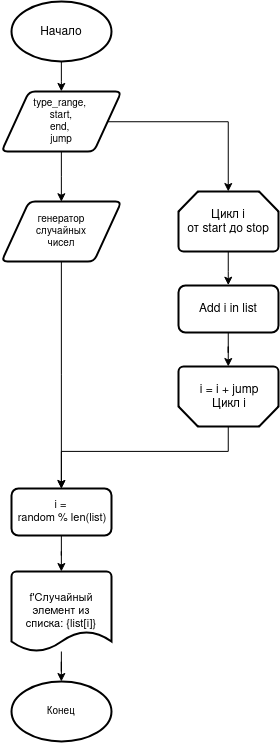 Начало
type_range,
start,
end,
jump
генератор
случайных
чисел
Цикл i
от start до stop
Add i in list
i = i + jump
Цикл i
i =
random % len(list)
f'Случайный
элемент из
списка: {list[i]}
Конец